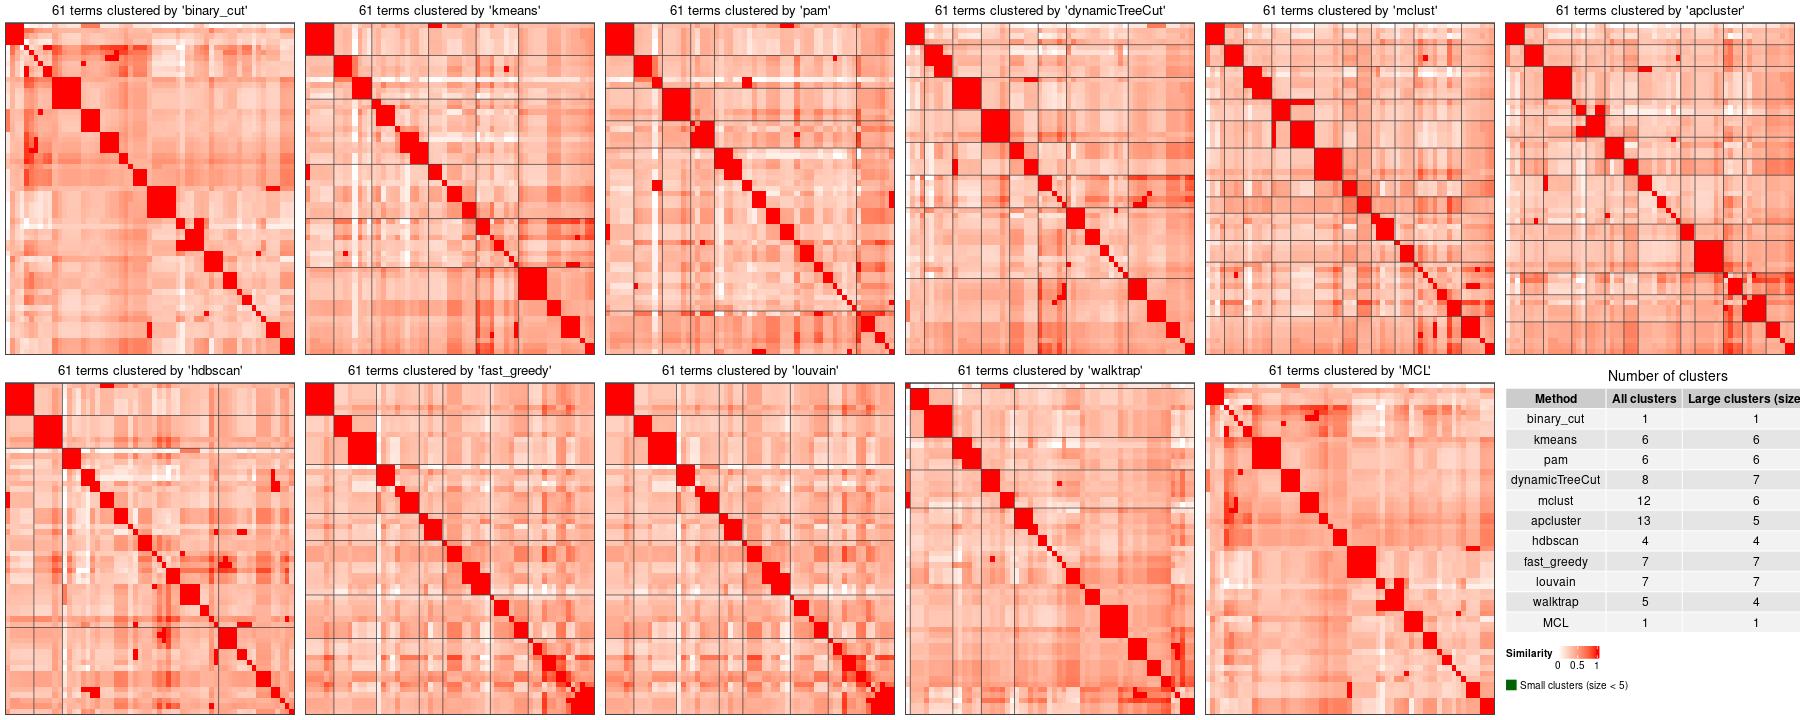 61 terms clustered by 'binary_cut'
61 terms clustered by 'kmeans'
61 terms clustered by 'pam'
61 terms clustered by 'dynamicTreeCut'
61 terms clustered by 'mclust'
61 terms clustered by 'apcluster'
61 terms clustered by 'hdbscan'
61 terms clustered by 'fast_greedy'
61 terms clustered by 'louvain'
61 terms clustered by 'walktrap'
61 terms clustered by 'MCL'
Number of clusters
Method All clusters Large clusters (size
binary_cut 1 1
kmeans 6 6
pam 6 6
dynamicTreeCut 8 7
mclust 12 6
apcluster 13 5
hdbscan 4 4
fast_greedy 7 7
louvain 7 7
walktrap 5 4
MCL 1 1
Similarity
0 0.5 1
Small clusters (size < 5)